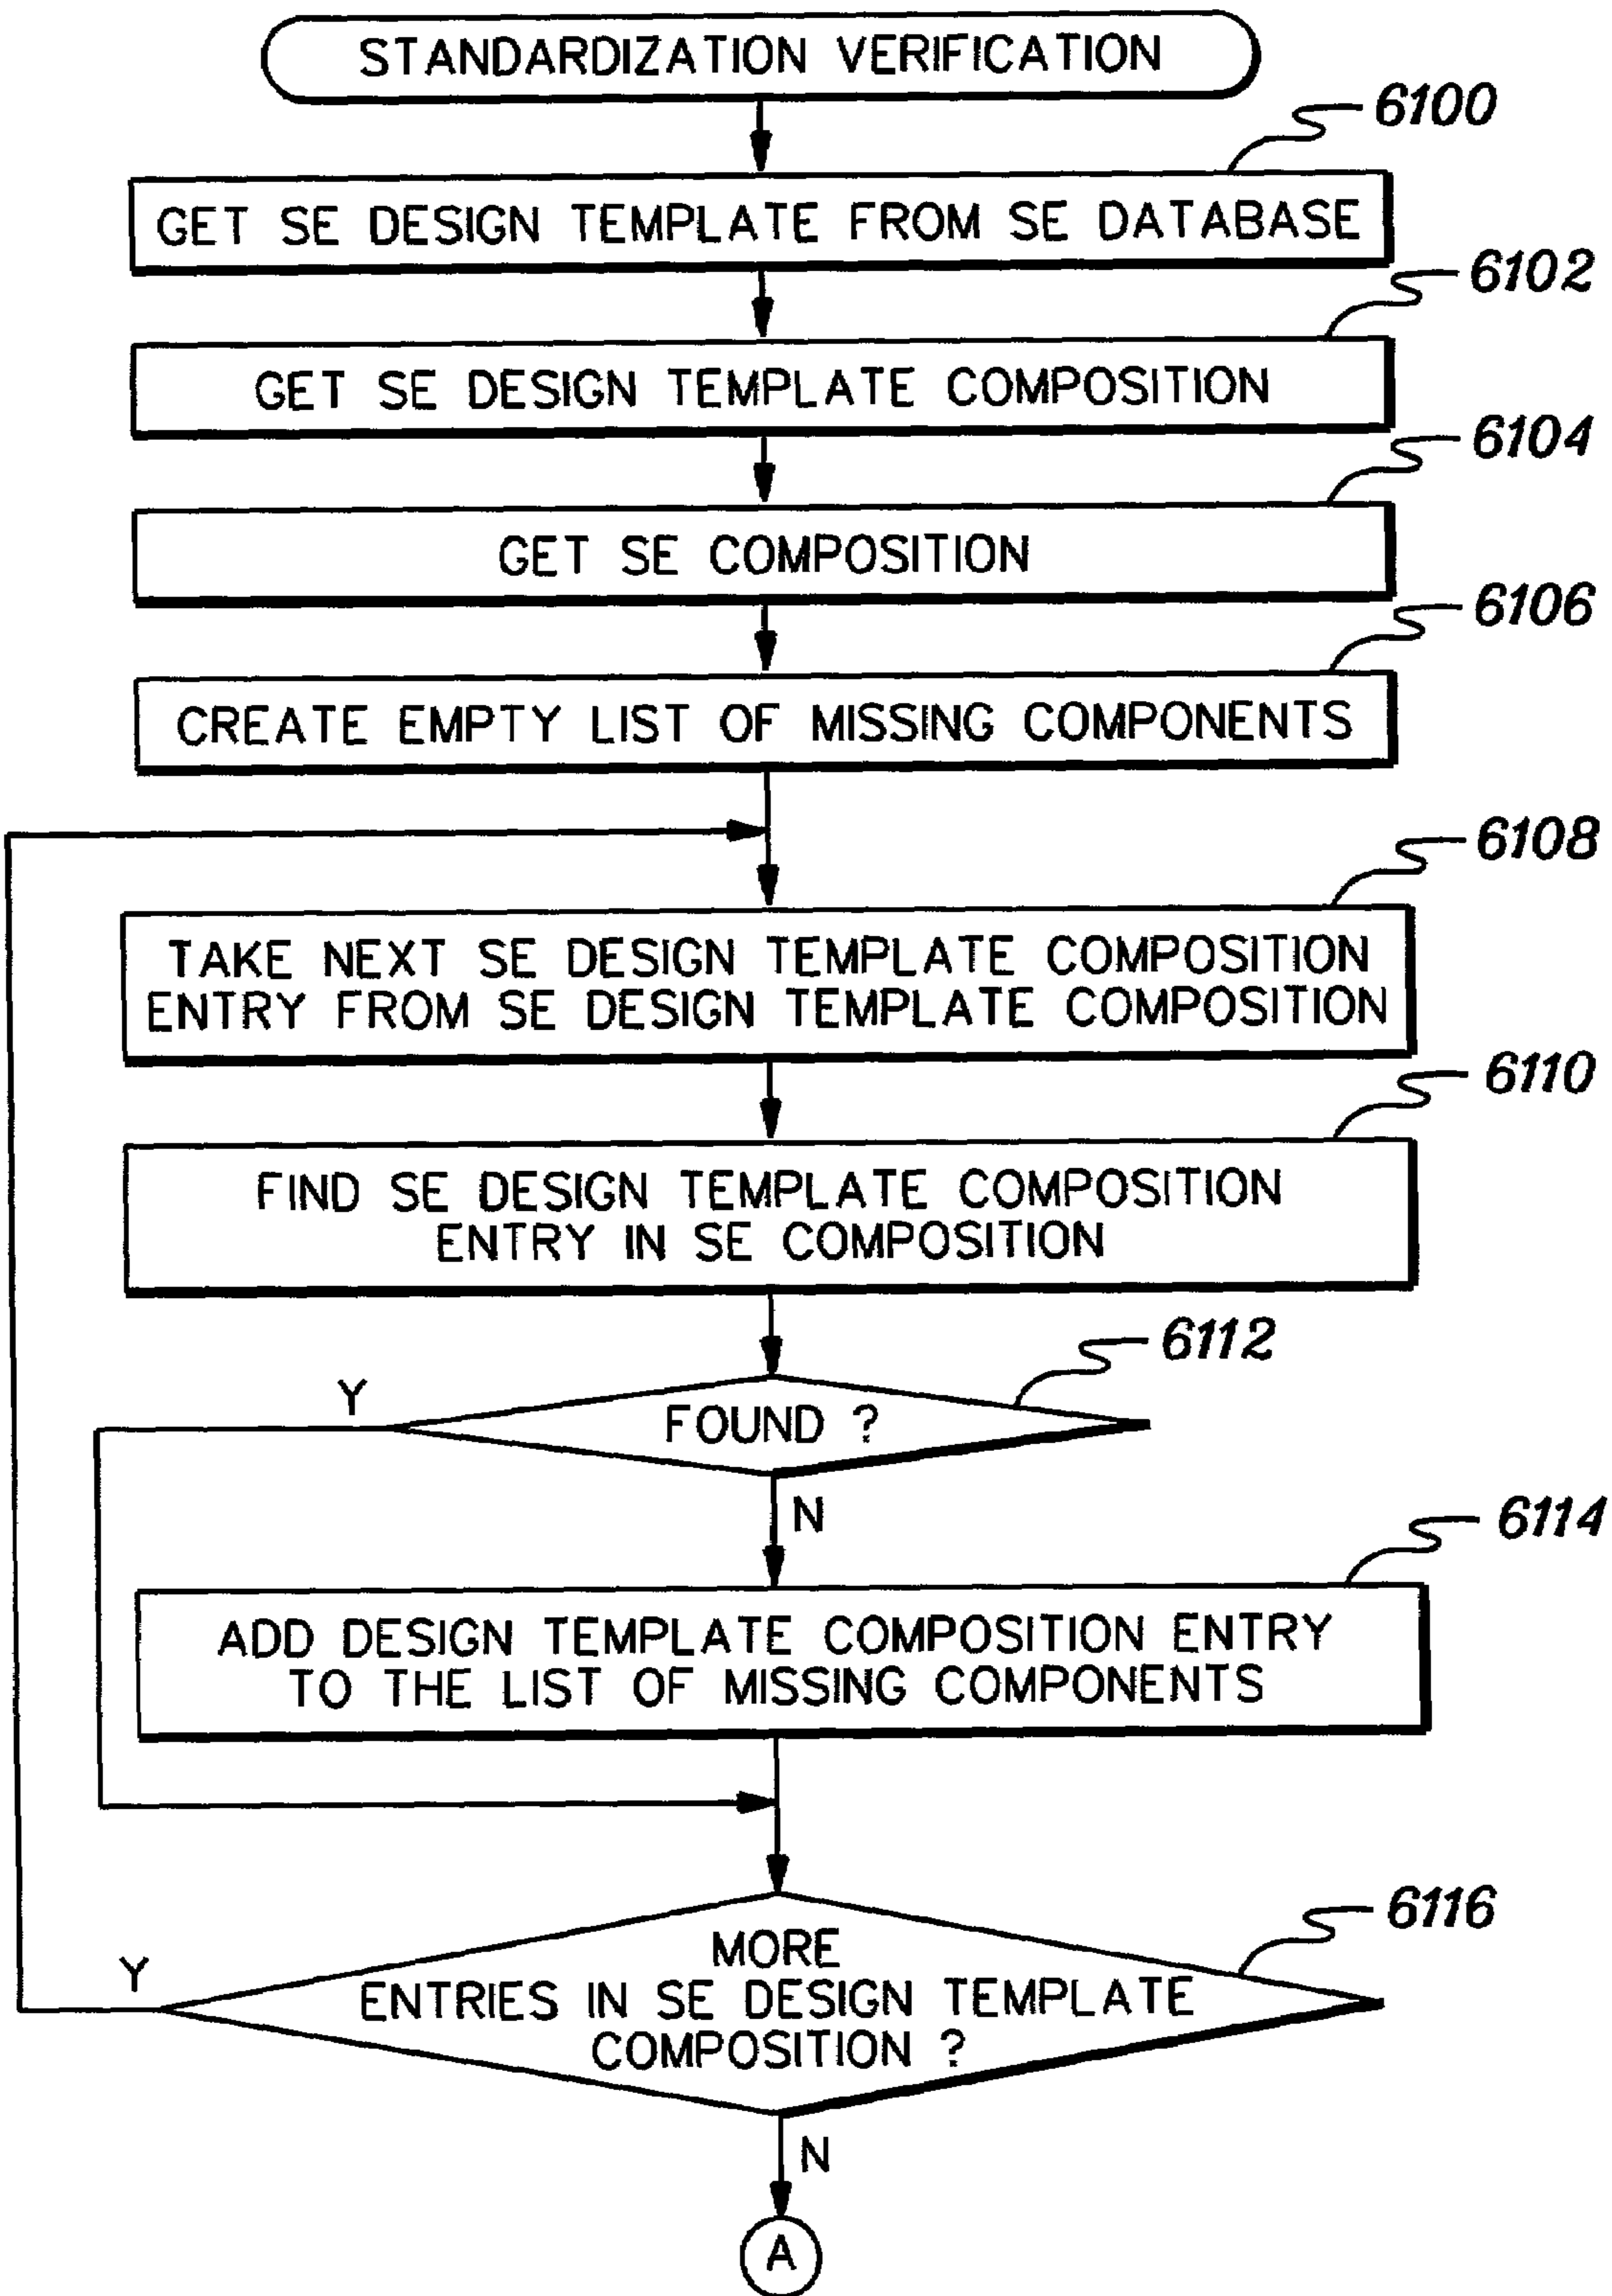 STANDARDIZATION VERIFICATION
6100
GET SE DESIGN TEMPLATE FROM SE DATABASE
6102
GET SE DESIGN TEMPLATE COMPOSITION
6104
GET SE COMPOSITION
6106
CREATE EMPTY LIST OF MISSING COMPONENTS
6108
TAKE NEXT SE DESIGN TEMPLATE COMPOSITION
ENTRY FROM SE DESIGN TEMPLATE COMPOSITION
6110
FIND SE DESIGN TEMPLATE COMPOSITION
ENTRY IN SE COMPOSITION
6112
Y
FOUND ?
N
6114
ADD DESIGN TEMPLATE COMPOSITION ENTRY
TO THE LIST OF MISSING COMPONENTS
6116
Y
MORE
ENTRIES IN SE DESIGN TEMPLATE
COMPOSITION ?
N
A